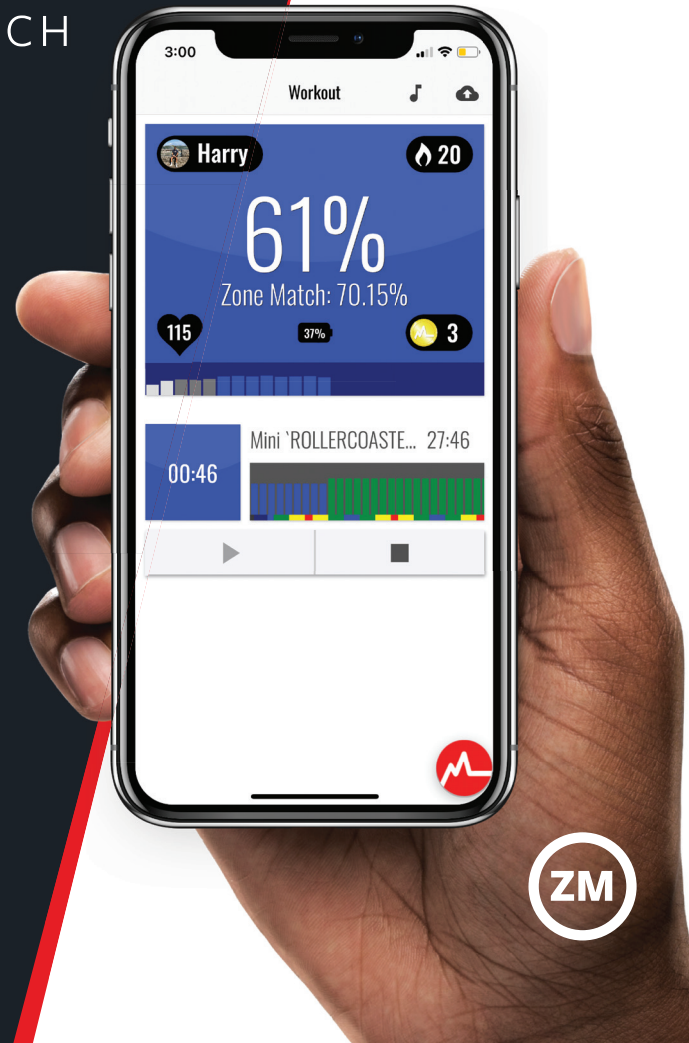 CH
3:00
Workout
Harry
20
61%
Zone Match: 70.15%
115
37%
3
Mini `ROLLERCOASTE... 27:46
00:46
ZM